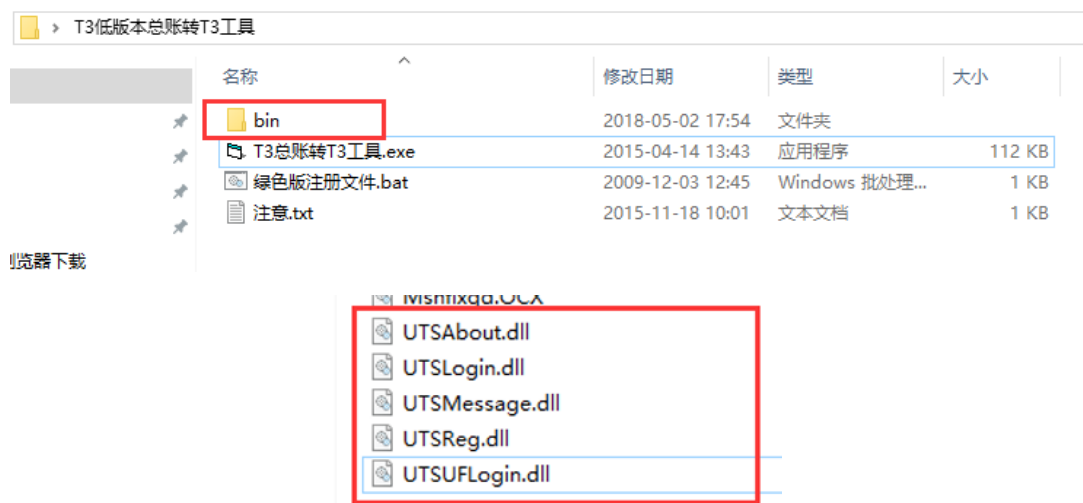 T3低版本总账转T3工具
名称 修改日期 类型 大小
bin 2018-05-02 17:54 文件夹
T3总账转T3工具.exe 2015-04-14 13:43 应用程序 112 KB
绿色版注册文件.bat 2009-12-03 12:45 Windows 批处理... 1 KB
注意.txt 2015-11-18 10:01 文本文档 1 KB
浏览器下载
UTSAbout.dll
UTSLogin.dll
UTSMessage.dll
UTSReg.dll
UTSUFLogin.dll